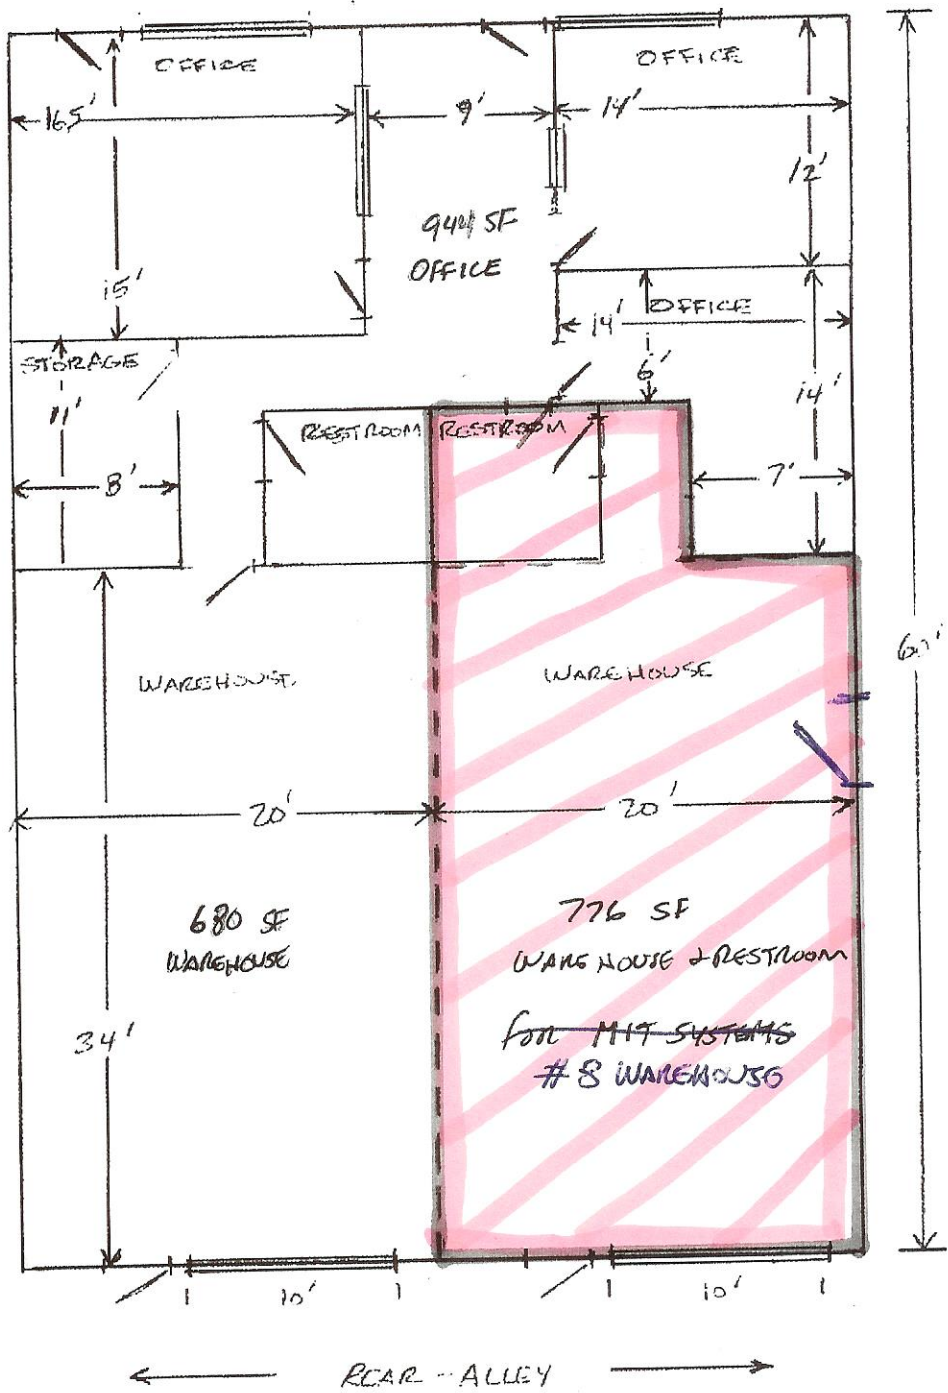 OFFICE
OFFICE
16.5'
9'
14'
12'
944 SF
OFFICE
15'
OFFICE
14'
STORAGE
6'
11'
14'
RESTROOM
RESTROOM
8'
7'
WAREHOUSE
WAREHOUSE
20'
20'
680 SF
WAREHOUSE
776 SF
WAREHOUSE & RESTROOM
FOR MIT SYSTEMS
# 8 WAREHOUSE
34'
10'
10'
REAR - ALLEY